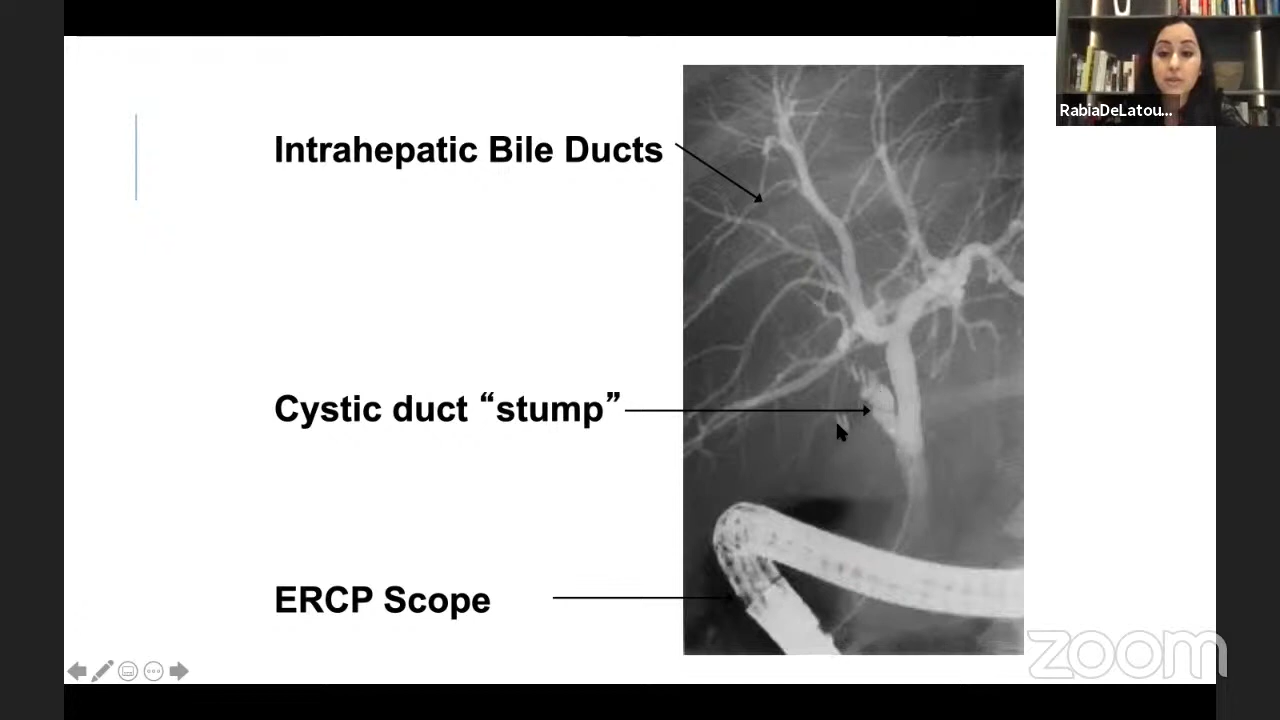 RabiaDeLatou...
Intrahepatic Bile Ducts
Cystic duct “stump”
ERCP Scope
zoom